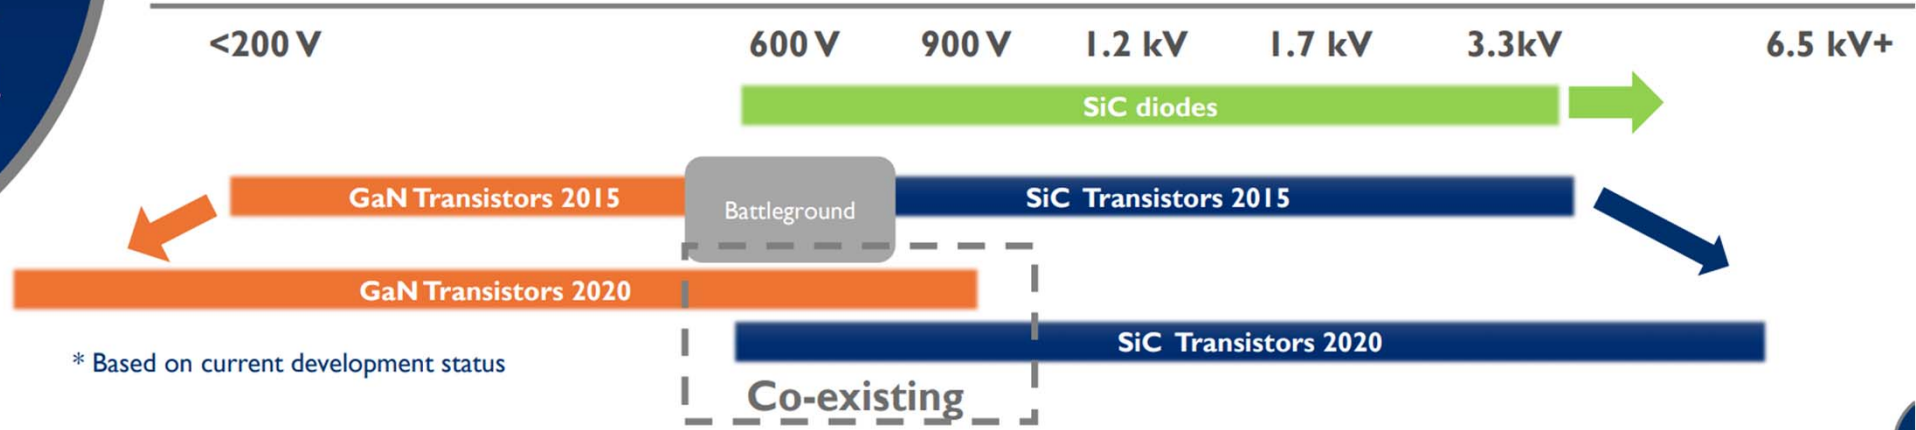 <200 V 600 V 900 V 1.2 kV 1.7 kV 3.3kV 6.5 kV+
SiC diodes
GaN Transistors 2015
Battleground
SiC Transistors 2015
GaN Transistors 2020
SiC Transistors 2020
* Based on current development status
Co-existing